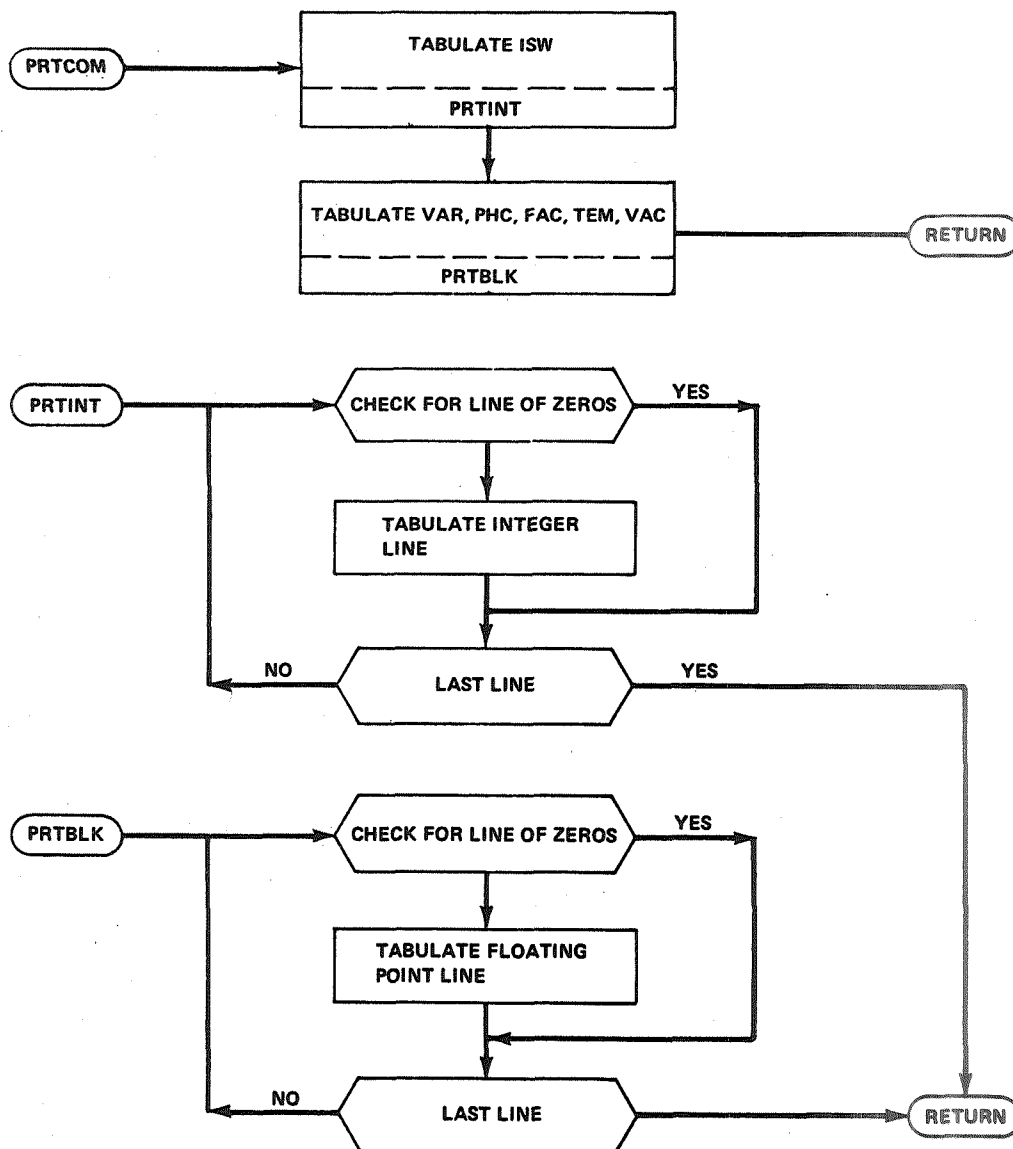 PRTCOM
TABULATE ISW
PRTINT
TABULATE VAR, PHC, FAC, TEM, VAC
PRTBLK
RETURN
PRTINT
CHECK FOR LINE OF ZEROS
YES
TABULATE INTEGER
LINE
NO
LAST LINE
YES
PRTBLK
CHECK FOR LINE OF ZEROS
YES
TABULATE FLOATING
POINT LINE
NO
LAST LINE
RETURN